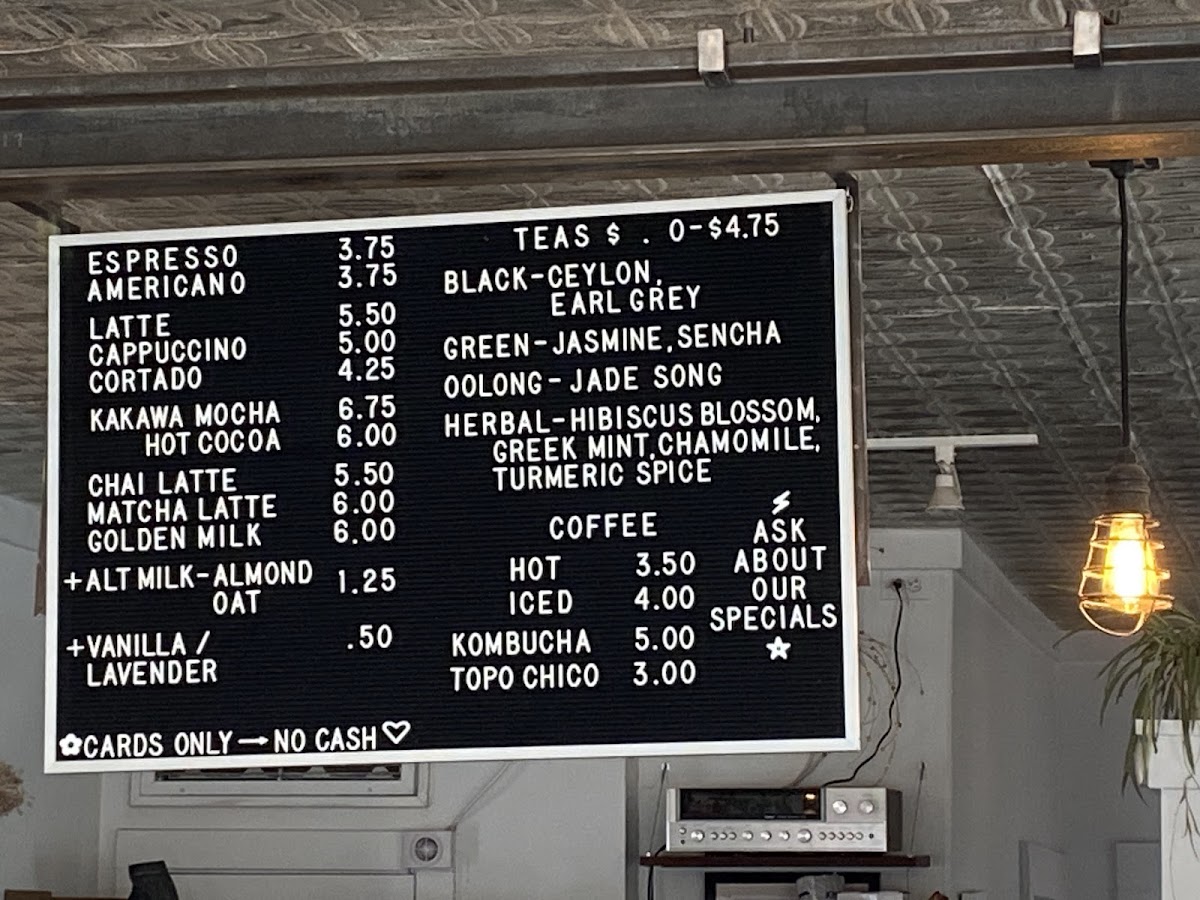 ESPRESSO 3.75
AMERICANO 3.75
LATTE 5.50
CAPPUCCINO 5.00
CORTADO 4.25
KAKAWA MOCHA 6.75
HOT COCOA 6.00
CHAI LATTE 5.50
MATCHA LATTE 6.00
GOLDEN MILK 6.00
+ALT MILK-ALMOND 1.25
OAT
+VANILLA / .50
LAVENDER
✿CARDS ONLY→NO CASH♡
TEAS $ . 0-$4.75
BLACK-CEYLON,
EARL GREY
GREEN-JASMINE, SENCHA
OOLONG-JADE SONG
HERBAL-HIBISCUS BLOSSOM,
GREEK MINT, CHAMOMILE,
TURMERIC SPICE
COFFEE
HOT 3.50
ICED 4.00
KOMBUCHA 5.00
TOPO CHICO 3.00
ASK
ABOUT
OUR
SPECIALS